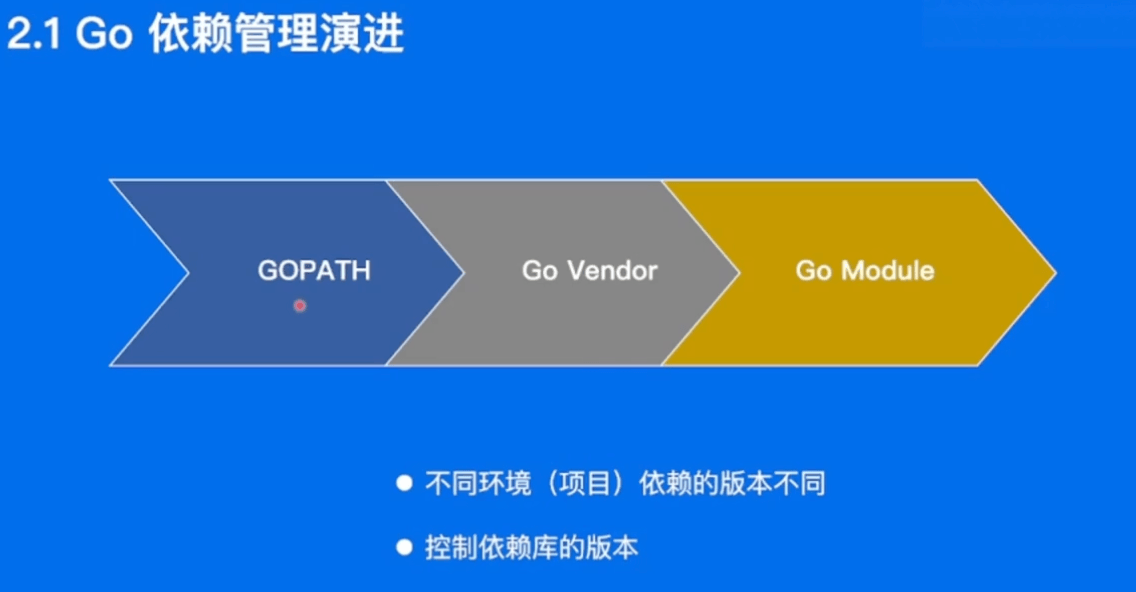 2.1 Go 依赖管理演进
GOPATH
Go Vendor
Go Module
不同环境（项目）依赖的版本不同
控制依赖库的版本